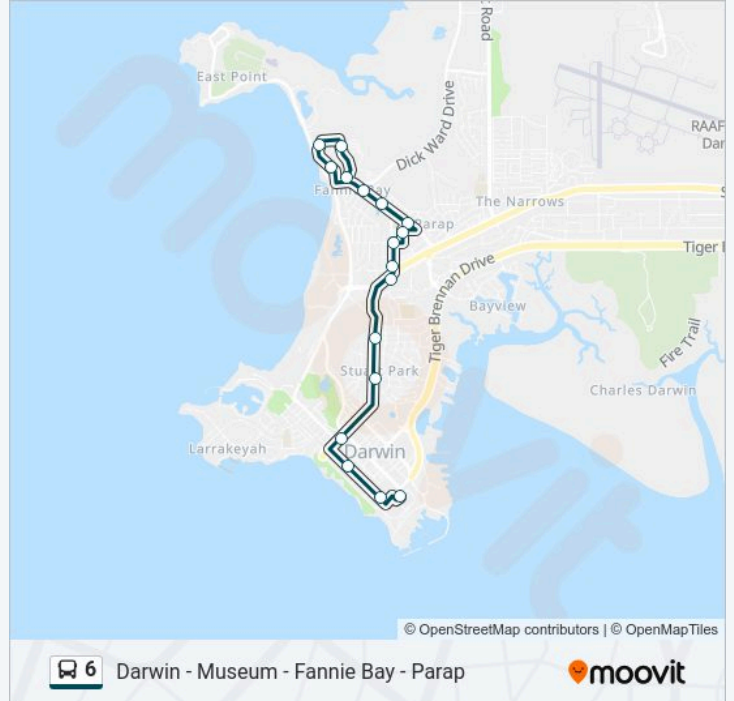 Road
East Point
Dick Ward Drive
RAAF
Dar
Fannie Bay
The Narrows
Parap
S
Tiger
Tiger Brennan Drive
Bayview
Fire Trail
Stuart Park
Charles Darwin
Larrakeyah
Darwin
moovit
© OpenStreetMap contributors | © OpenMapTiles
6 Darwin - Museum - Fannie Bay - Parap moovit